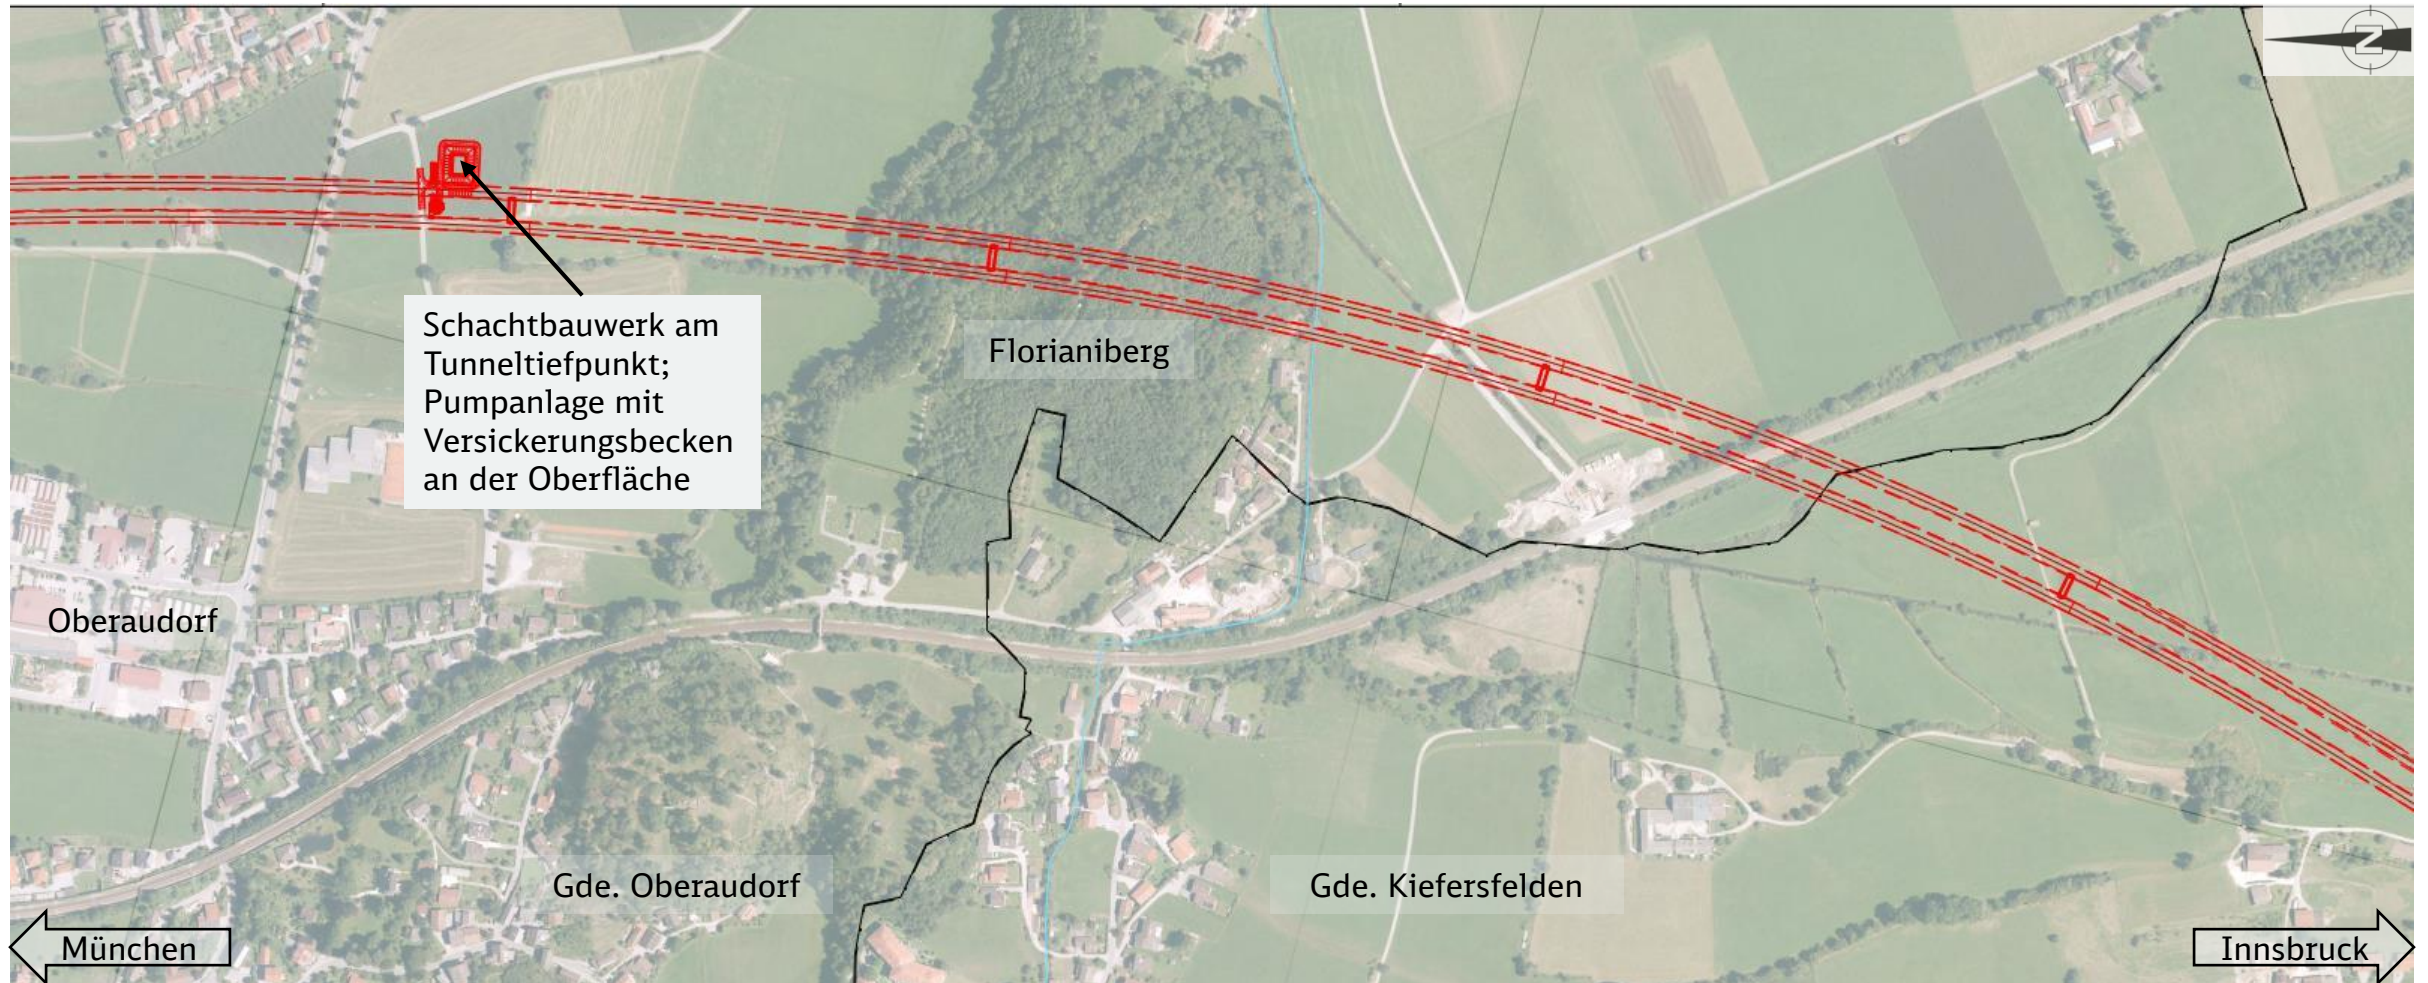 N
Schachtbauwerk am
Tunneltiefpunkt;
Pumpanlage mit
Versickerungsbecken
an der Oberfläche
Florianiberg
Oberaudorf
Gde. Oberaudorf
Gde. Kiefersfelden
München
Innsbruck